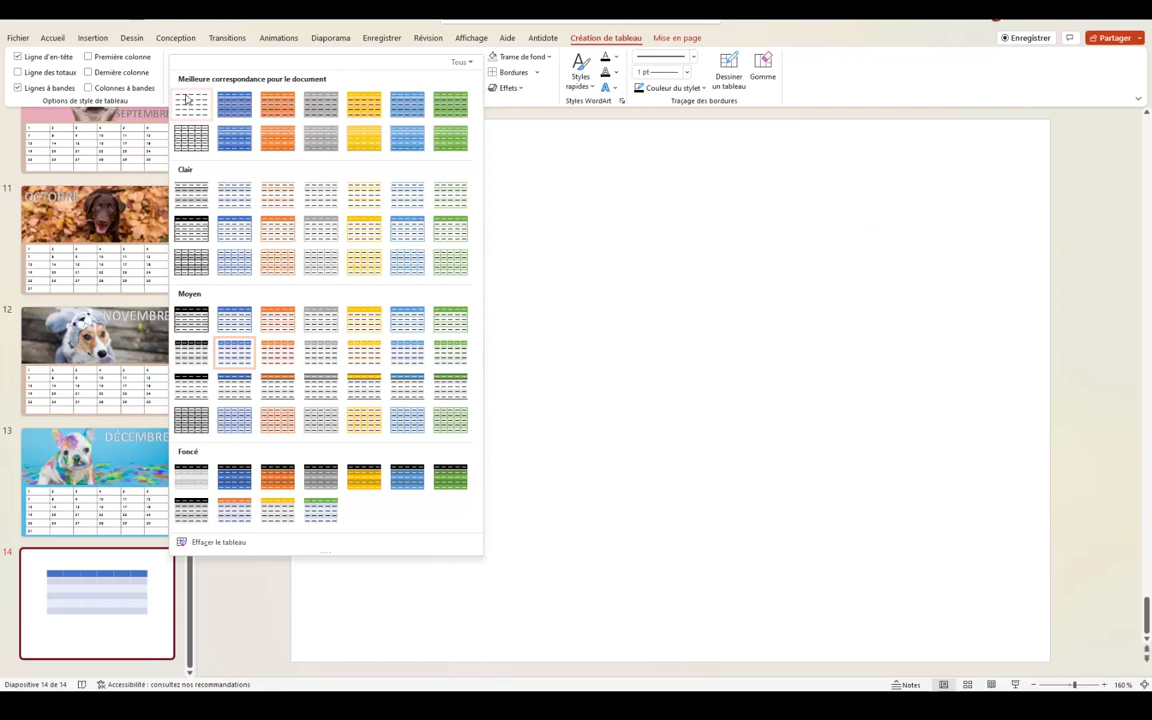 Fichier Accueil Insertion Dessin Conception Transitions Animations Diaporama Enregistrer Révision Affichage Aide Antidote Création de tableau Mise en page Enregistrer Partager
Ligne d'en-tête Première colonne
Ligne des totaux Dernière colonne
Lignes à bandes Colonnes à bandes
Options de style de tableau
Tous
Trame de fond
Bordures
Effets
Styles rapides
Styles WordArt
1 pt
Couleur du stylet
Dessiner un tableau
Gomme
Traçage des bordures
Meilleure correspondance pour le document
Clair
Moyen
Foncé
Effacer le tableau
SEPTEMBRE
11
OCTOBRE
12
NOVEMBRE
13
DÉCEMBRE
14
Diapositive 14 de 14 Accessibilité : consultez nos recommandations Notes 160 %